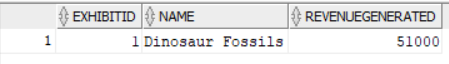 EXHIBITID NAME REVENUEGENERATED
1 1 Dinosaur Fossils 51000